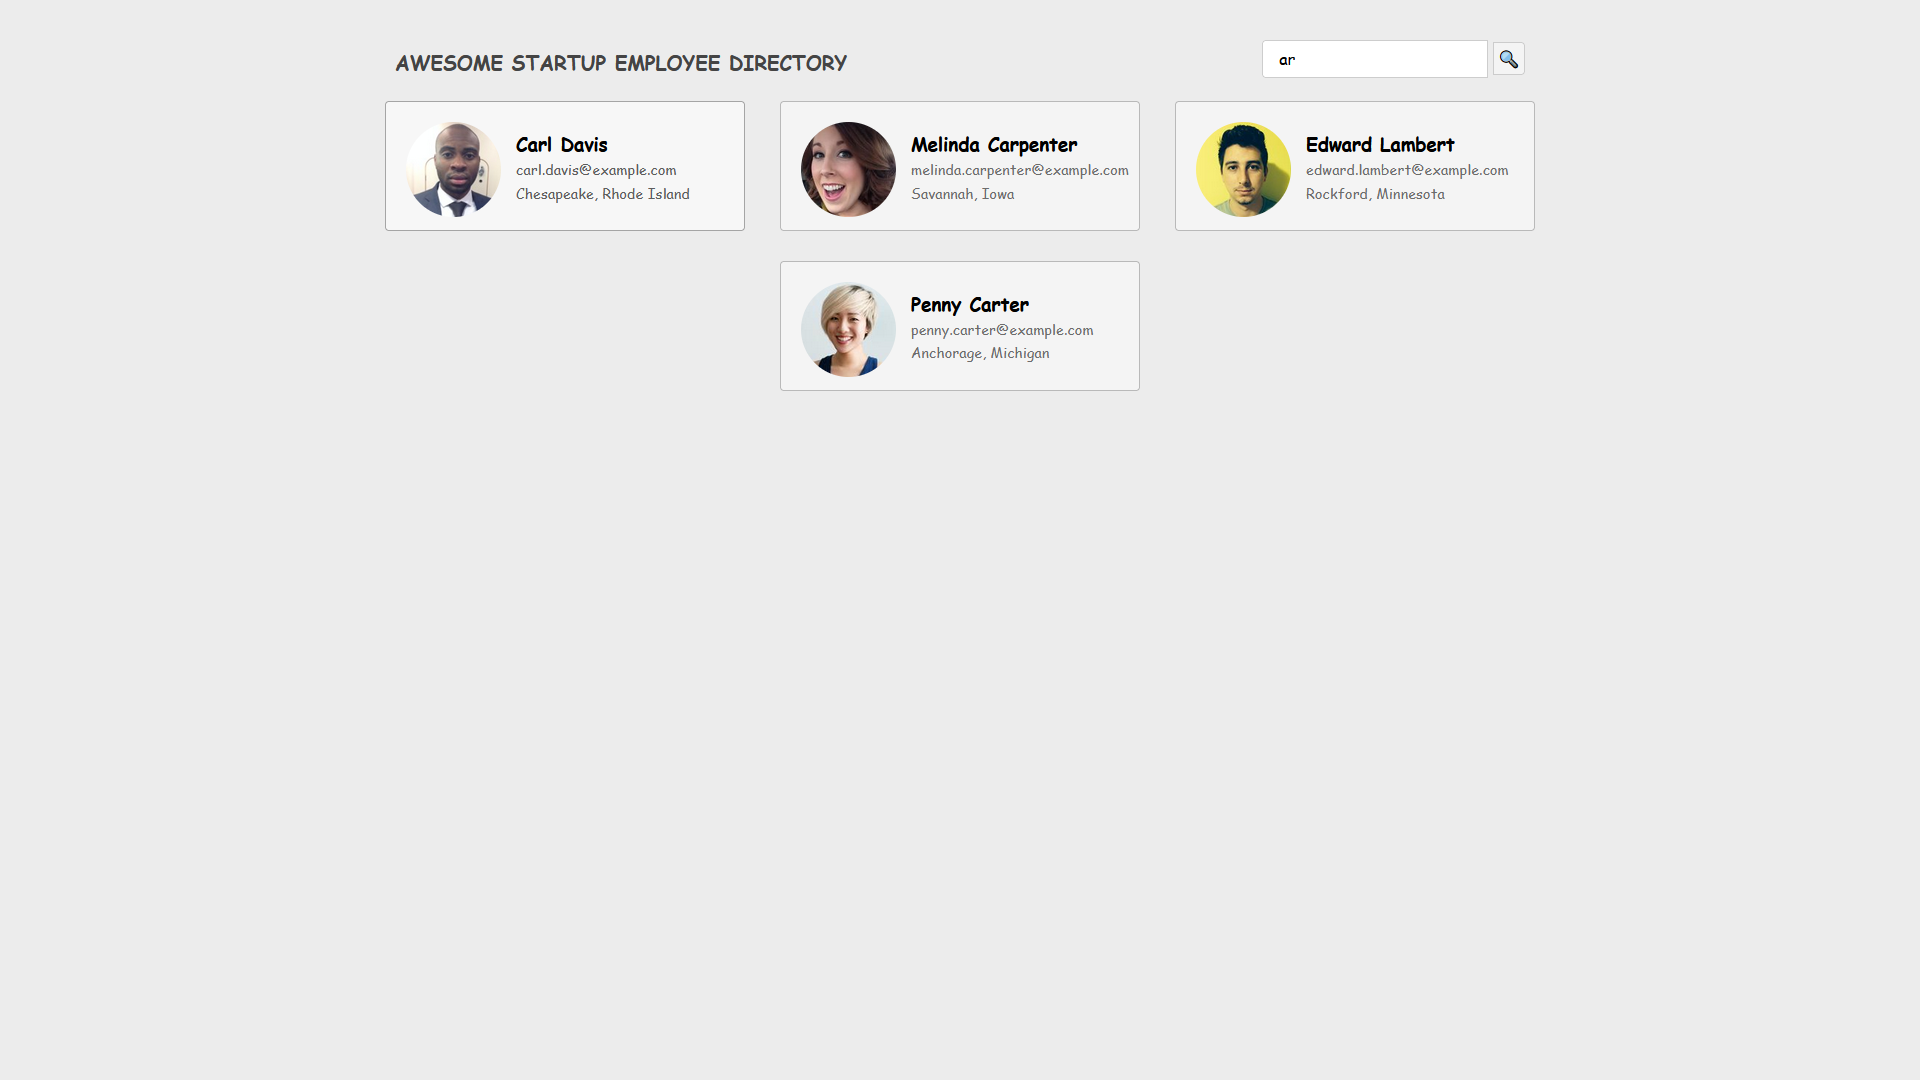 AWESOME STARTUP EMPLOYEE DIRECTORY
ar
Carl Davis
carl.davis@example.com
Chesapeake, Rhode Island
Melinda Carpenter
melinda.carpenter@example.com
Savannah, Iowa
Edward Lambert
edward.lambert@example.com
Rockford, Minnesota
Penny Carter
penny.carter@example.com
Anchorage, Michigan